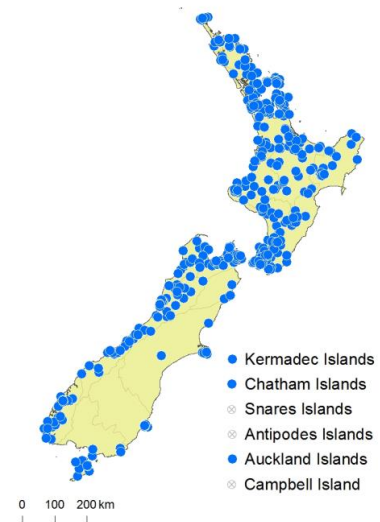 Kermadec Islands
Chatham Islands
Snares Islands
Antipodes Islands
Auckland Islands
Campbell Island
0 100 200 km